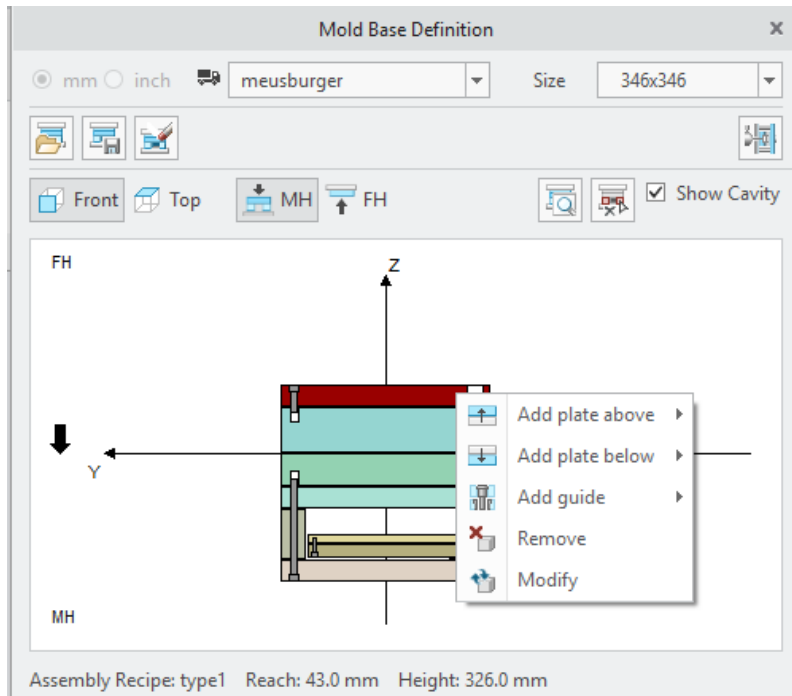 Mold Base Definition
mm inch meusburger Size 346x346
Front Top MH FH Show Cavity
FH
Z
Add plate above
Add plate below
Y
Add guide
Remove
Modify
MH
Assembly Recipe: type1 Reach: 43.0 mm Height: 326.0 mm